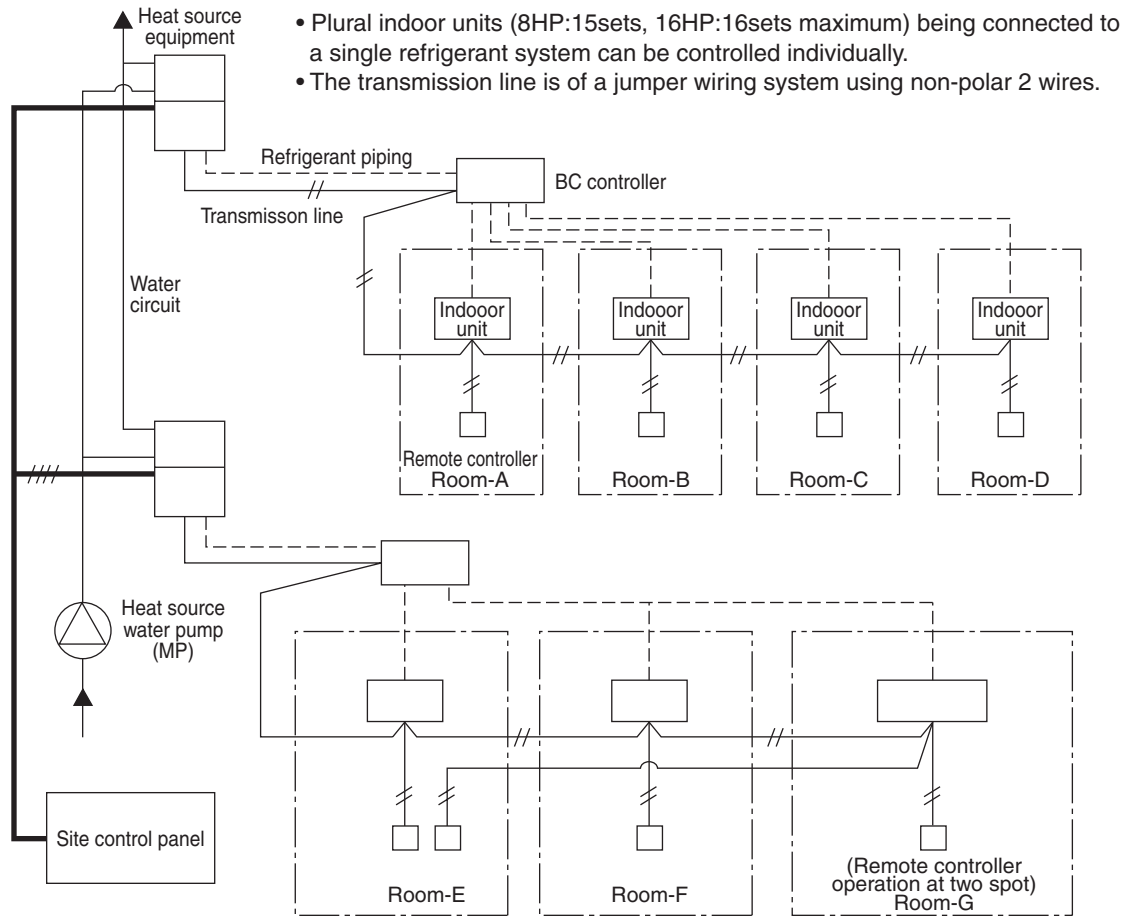 Heat source
equipment
• Plural indoor units (8HP:15sets, 16HP:16sets maximum) being connected to
a single refrigerant system can be controlled individually.
• The transmission line is of a jumper wiring system using non-polar 2 wires.
Refrigerant piping
BC controller
Transmisson line
Water
circuit
Indooor
unit
Indooor
unit
Indooor
unit
Indooor
unit
Remote controller
Room-A
Room-B
Room-C
Room-D
Heat source
water pump
(MP)
Site control panel
Room-E
Room-F
(Remote controller
operation at two spot)
Room-G